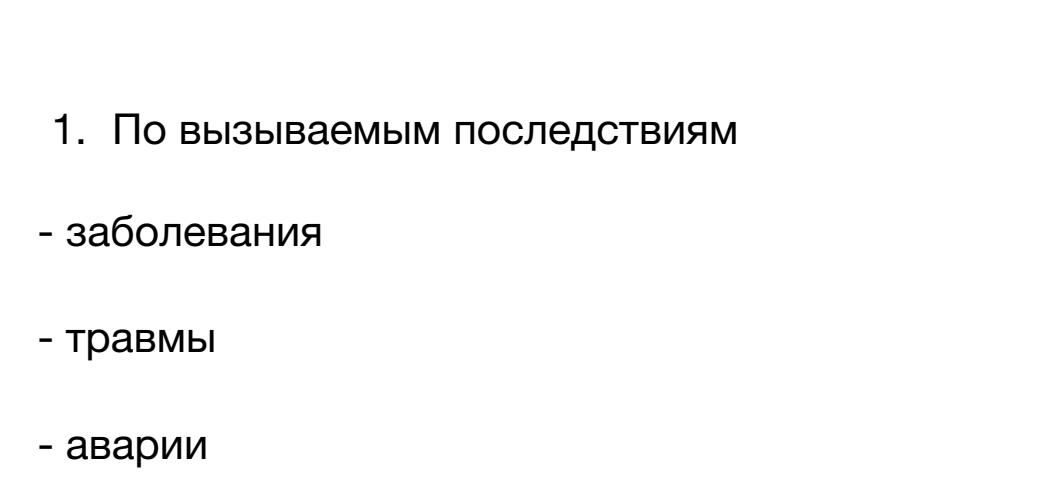 1. По вызываемым последствиям
- заболевания
- травмы
- аварии